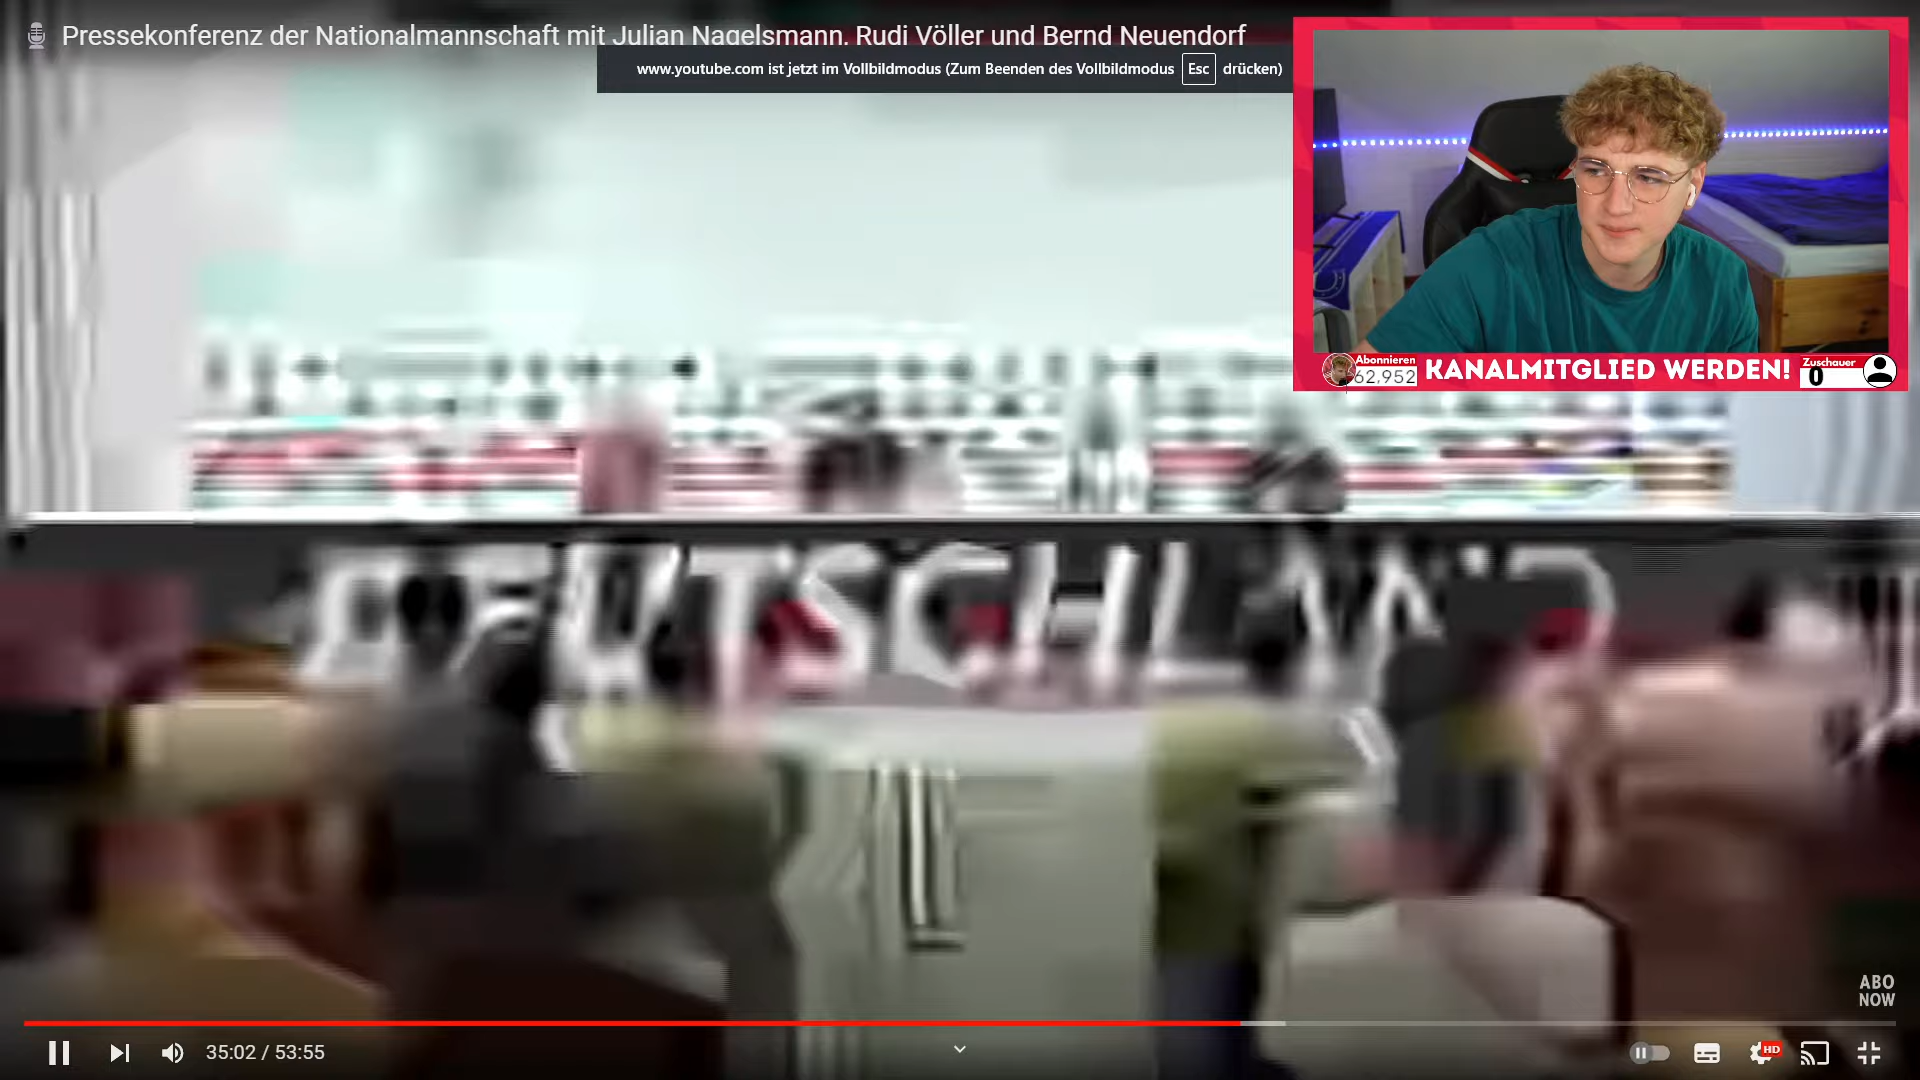 Pressekonferenz der Nationalmannschaft mit Julian Nagelsmann, Rudi Völler und Bernd Neuendorf
www.youtube.com ist jetzt im Vollbildmodus (Zum Beenden des Vollbildmodus Esc drücken)
Abonnieren
62,952
KANALMITGLIED WERDEN!
Zuschauer
0
DEUTSCHLAND
ABO
NOW
35:02 / 53:55
HD